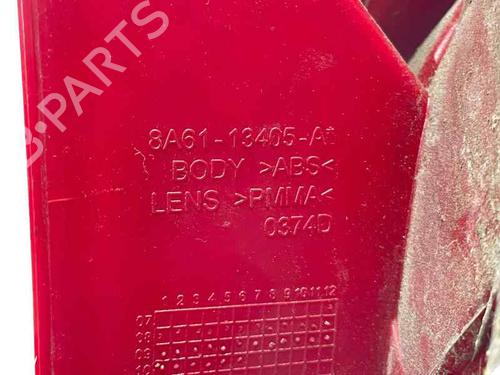 8A61-13405-A
BODY >ABS<
LENS >PMMA<
0374D
1 2 3 4 5 6 7 8 9 10 11 12
07
08
09
10
B-PARTS